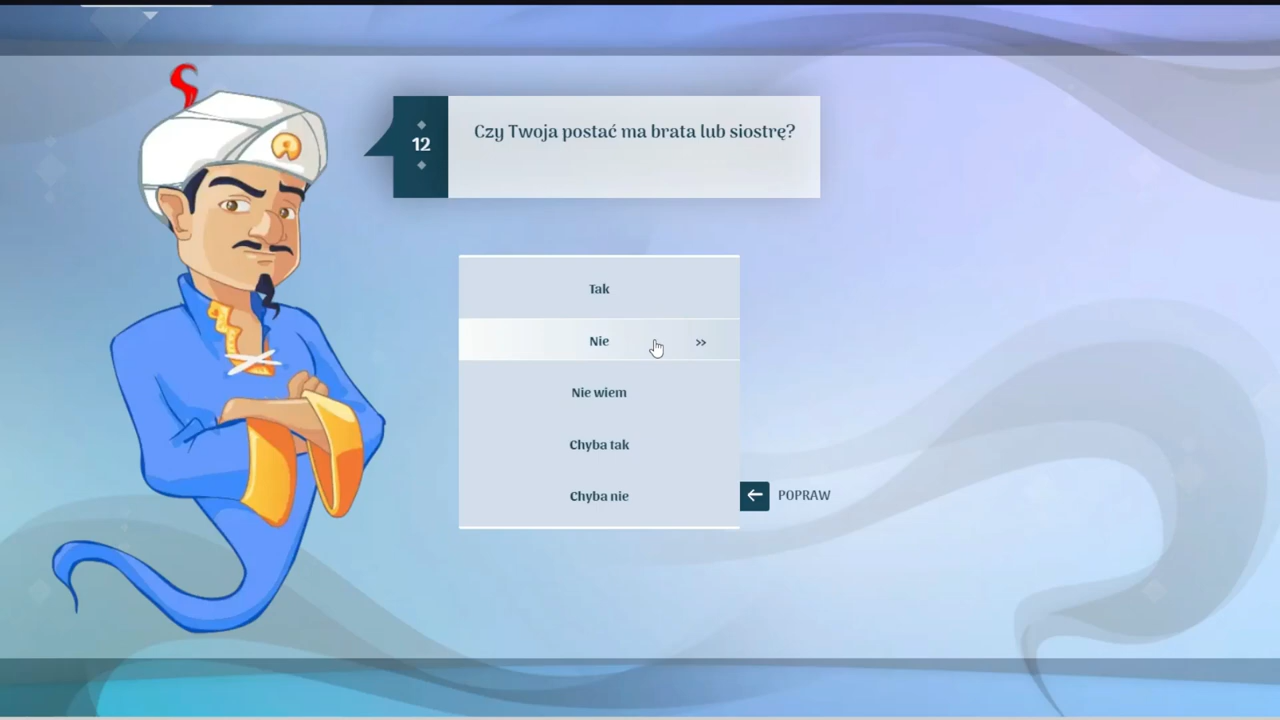 12
Czy Twoja postać ma brata lub siostrę?
Tak
Nie »
Nie wiem
Chyba tak
Chyba nie
POPRAW